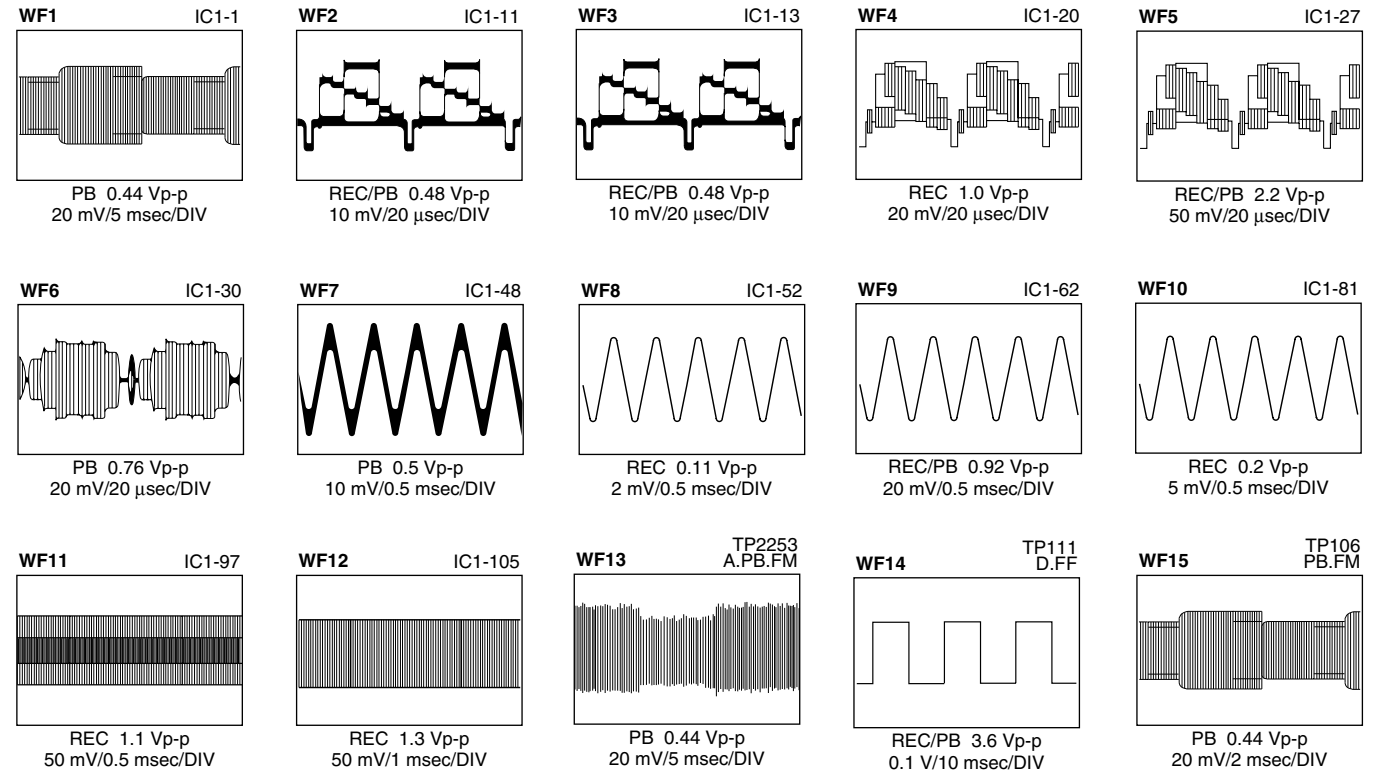 WF1 IC1-1
PB 0.44 Vp-p
20 mV/5 msec/DIV
WF2 IC1-11
REC/PB 0.48 Vp-p
10 mV/20 μsec/DIV
WF3 IC1-13
REC/PB 0.48 Vp-p
10 mV/20 μsec/DIV
WF4 IC1-20
REC 1.0 Vp-p
20 mV/20 μsec/DIV
WF5 IC1-27
REC/PB 2.2 Vp-p
50 mV/20 μsec/DIV
WF6 IC1-30
PB 0.76 Vp-p
20 mV/20 μsec/DIV
WF7 IC1-48
PB 0.5 Vp-p
10 mV/0.5 msec/DIV
WF8 IC1-52
REC 0.11 Vp-p
2 mV/0.5 msec/DIV
WF9 IC1-62
REC/PB 0.92 Vp-p
20 mV/0.5 msec/DIV
WF10 IC1-81
REC 0.2 Vp-p
5 mV/0.5 msec/DIV
WF11 IC1-97
REC 1.1 Vp-p
50 mV/0.5 msec/DIV
WF12 IC1-105
REC 1.3 Vp-p
50 mV/1 msec/DIV
TP2253
WF13 A.PB.FM
PB 0.44 Vp-p
20 mV/5 msec/DIV
TP111
WF14 D.FF
REC/PB 3.6 Vp-p
0.1 V/10 msec/DIV
TP106
WF15 PB.FM
PB 0.44 Vp-p
20 mV/2 msec/DIV